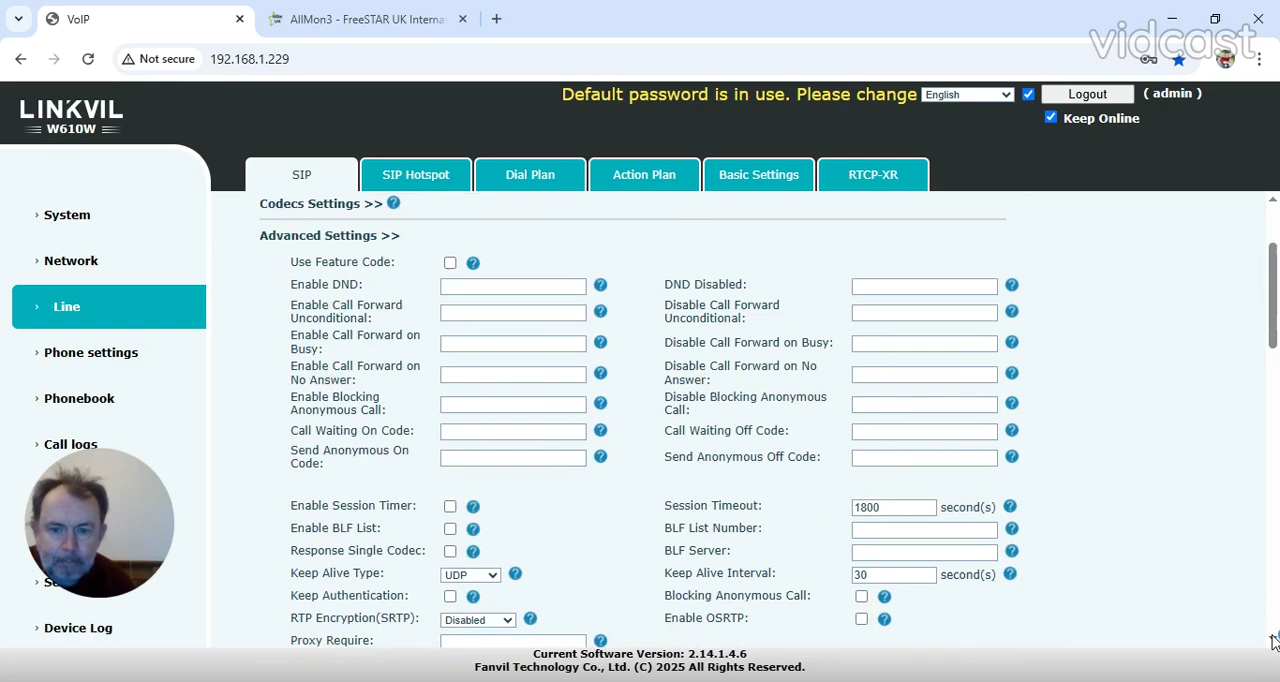 VoIP
AllMon3 - FreeSTAR UK Interna
vidcast
Not secure
192.168.1.229
LINKVIL
W610W
Default password is in use. Please change
English
Logout
( admin )
Keep Online
SIP
SIP Hotspot
Dial Plan
Action Plan
Basic Settings
RTCP-XR
System
Network
Line
Phone settings
Phonebook
Call logs
Device Log
Codecs Settings >>
Advanced Settings >>
Use Feature Code:
Enable DND:
DND Disabled:
Enable Call Forward
Unconditional:
Disable Call Forward
Unconditional:
Enable Call Forward on
Busy:
Disable Call Forward on Busy:
Enable Call Forward on
No Answer:
Disable Call Forward on No
Answer:
Enable Blocking
Anonymous Call:
Disable Blocking Anonymous
Call:
Call Waiting On Code:
Call Waiting Off Code:
Send Anonymous On
Code:
Send Anonymous Off Code:
Enable Session Timer:
Session Timeout:
1800
second(s)
Enable BLF List:
BLF List Number:
Response Single Codec:
BLF Server:
Keep Alive Type:
UDP
Keep Alive Interval:
30
second(s)
Keep Authentication:
Blocking Anonymous Call:
RTP Encryption(SRTP):
Disabled
Enable OSRTP:
Proxy Require:
Current Software Version: 2.14.1.4.6
Fanvil Technology Co., Ltd. (C) 2025 All Rights Reserved.